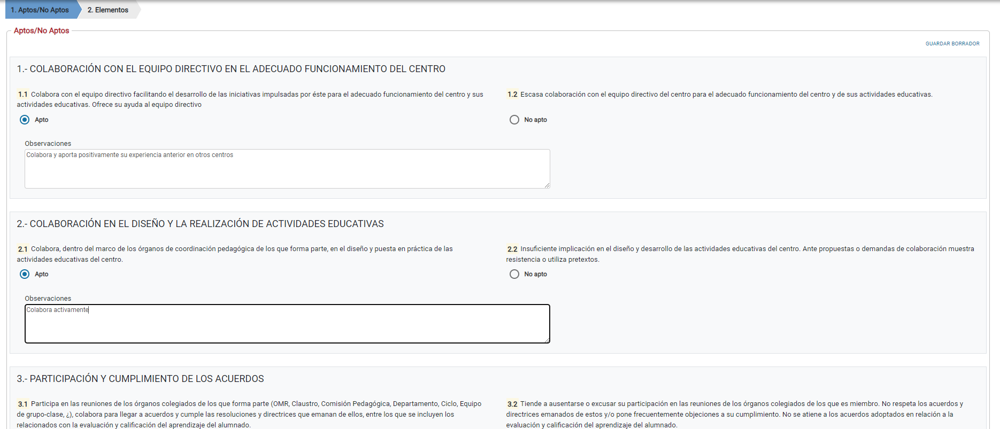 1. Aptos/No Aptos
2. Elementos
Aptos/No Aptos
GUARDAR BORRADOR
1.- COLABORACIÓN CON EL EQUIPO DIRECTIVO EN EL ADECUADO FUNCIONAMIENTO DEL CENTRO
1.1 Colabora con el equipo directivo facilitando el desarrollo de las iniciativas impulsadas por éste para el adecuado funcionamiento del centro y sus
actividades educativas. Ofrece su ayuda al equipo directivo
Apto
1.2 Escasa colaboración con el equipo directivo del centro para el adecuado funcionamiento del centro y de sus actividades educativas.
No apto
Observaciones
Colabora y aporta positivamente su experiencia anterior en otros centros
2.- COLABORACIÓN EN EL DISEÑO Y LA REALIZACIÓN DE ACTIVIDADES EDUCATIVAS
2.1 Colabora, dentro del marco de los órganos de coordinación pedagógica de los que forma parte, en el diseño y puesta en práctica de las
actividades educativas del centro.
Apto
2.2 Insuficiente implicación en el diseño y desarrollo de las actividades educativas del centro. Ante propuestas o demandas de colaboración muestra
resistencia o utiliza pretextos.
No apto
Observaciones
Colabora activamente
3.- PARTICIPACIÓN Y CUMPLIMIENTO DE LOS ACUERDOS
3.1 Participa en las reuniones de los órganos colegiados de los que forma parte (OMR, Claustro, Comisión Pedagógica, Departamento, Ciclo, Equipo
de grupo-clase, ¿), colabora para llegar a acuerdos y cumple las resoluciones y directrices que emanan de ellos, entre los que se incluyen los
relacionados con la evaluación y calificación del aprendizaje del alumnado.
3.2 Tiende a ausentarse o excusar su participación en las reuniones de los órganos colegiados de los que es miembro. No respeta los acuerdos y
directrices emanados de estos y/o pone frecuentemente objeciones a su cumplimiento. No se atiene a los acuerdos adoptados en relación a la
evaluación y calificación del aprendizaje del alumnado.